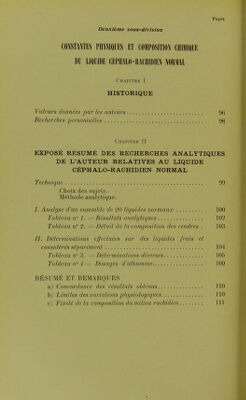 Pages
Deuxième sous-division
CONSTANTES PHYSIQUES ET COMPOSITION CHIMIQUE
DU LIQUIDE CÉPHALO-RACHIDIEN NORMAL
CHAPITRE I
HISTORIQUE
Valeurs données par les auteurs 96
Recherches personnelles 98
CHAPITRE II
EXPOSÉ RÉSUMÉ DES RECHERCHES ANALYTIQUES
DE L'AUTEUR RELATIVES AU LIQUIDE
CÉPHALO-RACHIDIEN NORMAL
Technique 99
Choix des sujets.
Méthode analytique.
I. Analyse d'un ensemble de 20 liquides normaux 100
Tableau n° 1. — Résultats analytiques 102
Tableau n° 2. — Détail de la composition des cendres 103
II. Déterminations effectuées sur des liquides frais et
considérés séparément 104
Tableau n° 3. — Déterminations diverses 105
Tableau n° 4 — Dosages d'albumine 109
RÉSUMÉ ET REMARQUES
a) Concordance des résultats obtenus 110
b) Limites des variations physiologiques 110
c) Fixité de la composition du milieu rachidien 111